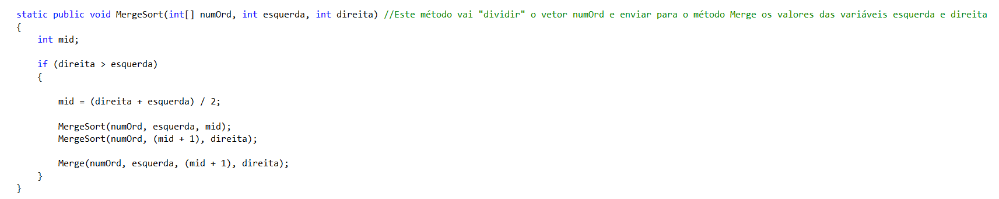 static public void MergeSort(int[] numOrd, int esquerda, int direita) //Este método vai "dividir" o vetor numOrd e enviar para o método Merge os valores das variáveis esquerda e direita
{
    int mid;

    if (direita > esquerda)
    {

        mid = (direita + esquerda) / 2;

        MergeSort(numOrd, esquerda, mid);
        MergeSort(numOrd, (mid + 1), direita);

        Merge(numOrd, esquerda, (mid + 1), direita);
    }
}